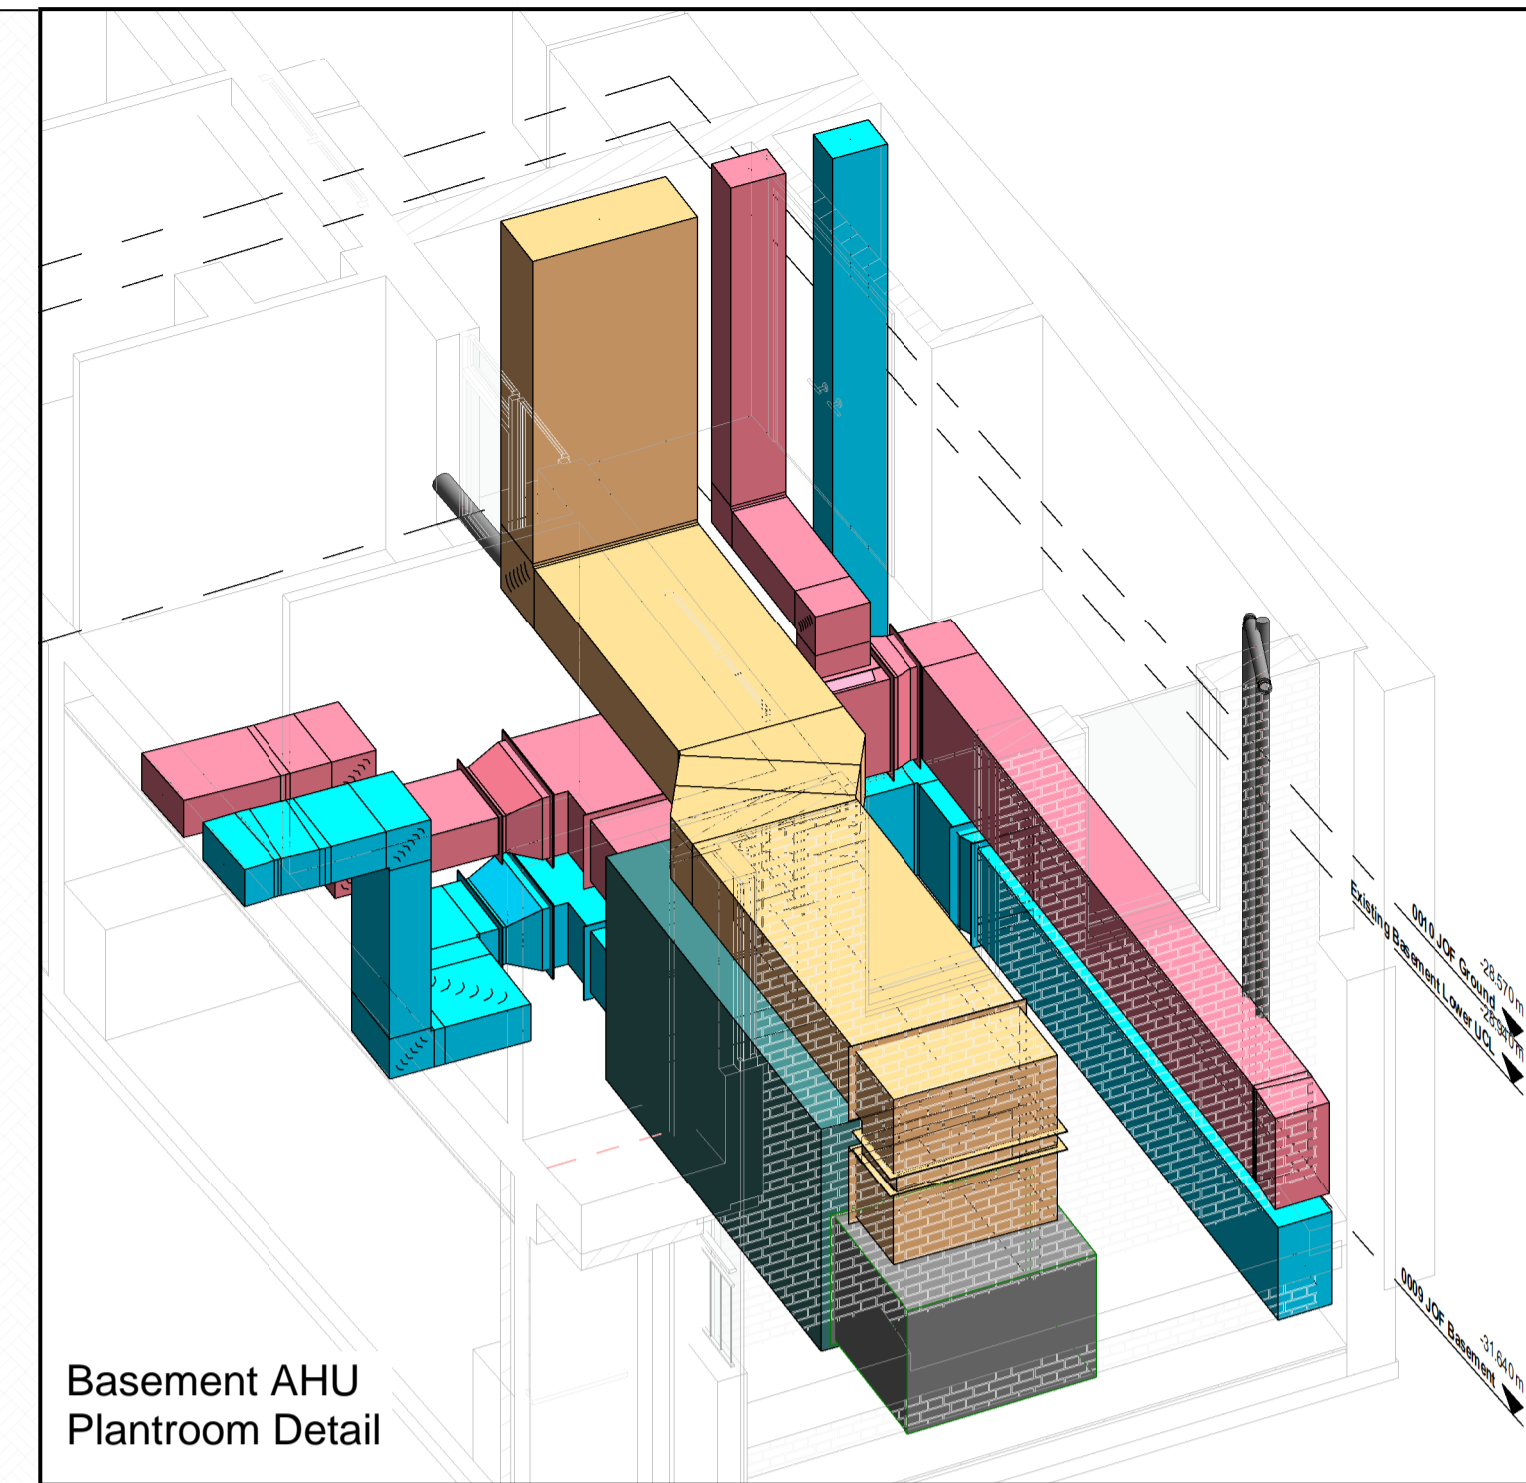 0010 JOF Ground
-28.570 m
Existing Basement Lower UCL
0009 JOF Basement
-31.640 m
Basement AHU
Plantroom Detail